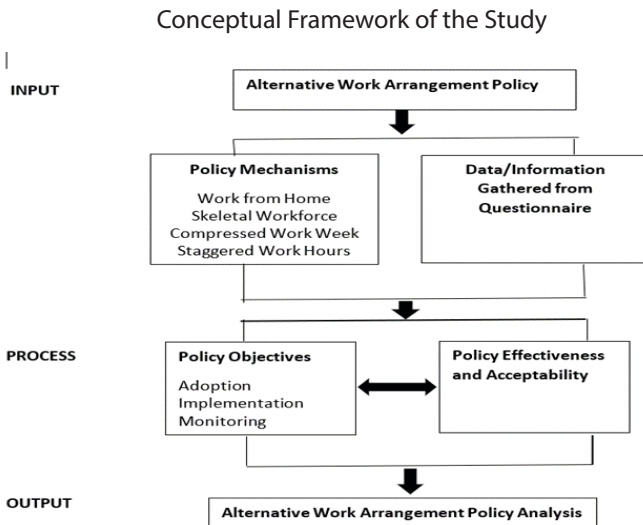 Conceptual Framework of the Study
INPUT
Alternative Work Arrangement Policy
Policy Mechanisms
Work from Home
Skeletal Workforce
Compressed Work Week
Staggered Work Hours
Data/Information
Gathered from
Questionnaire
PROCESS
Policy Objectives
Adoption
Implementation
Monitoring
Policy Effectiveness
and Acceptability
OUTPUT
Alternative Work Arrangement Policy Analysis